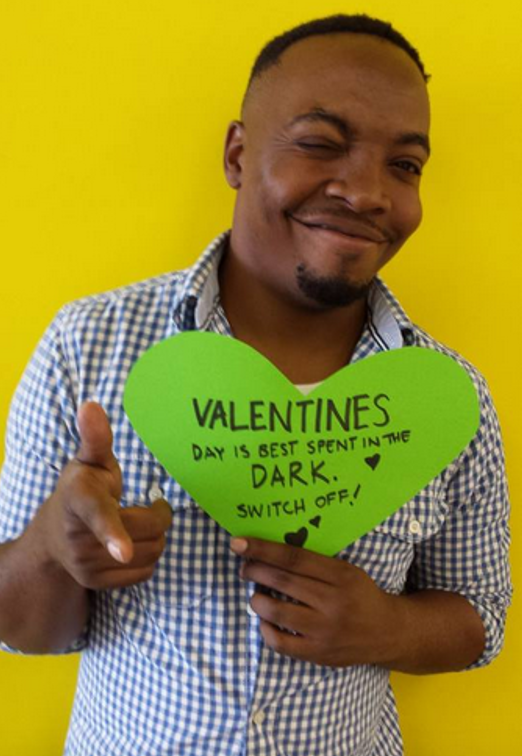 VALENTINES
DAY IS BEST SPENT IN THE
DARK.
SWITCH OFF!